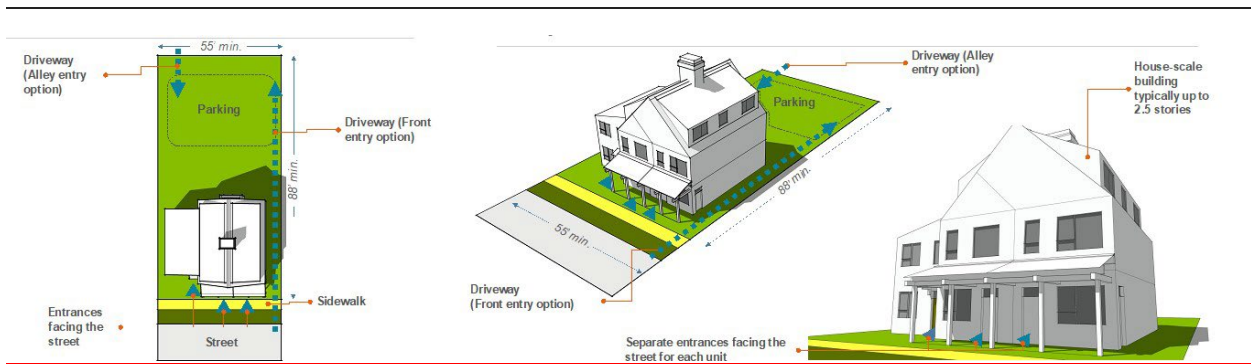 55' min.
Driveway
(Alley entry
option)
Parking
Driveway (Front
entry option)
88' min.
Sidewalk
Entrances
facing the
street
Street
Driveway (Alley
entry option)
Parking
88' min.
55' min.
Driveway
(Front entry option)
House-scale
building
typically up to
2.5 stories
Separate entrances facing the
street for each unit